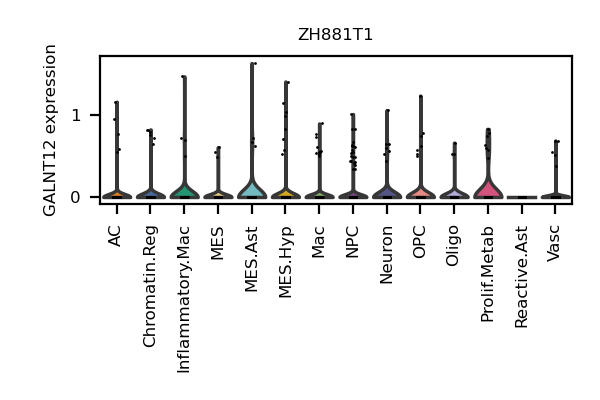 ZH881T1
GALNT12 expression
1
0
AC
Chromatin.Reg
Inflammatory.Mac
MES
MES.Ast
MES.Hyp
Mac
NPC
Neuron
OPC
Oligo
Prolif.Metab
Reactive.Ast
Vasc